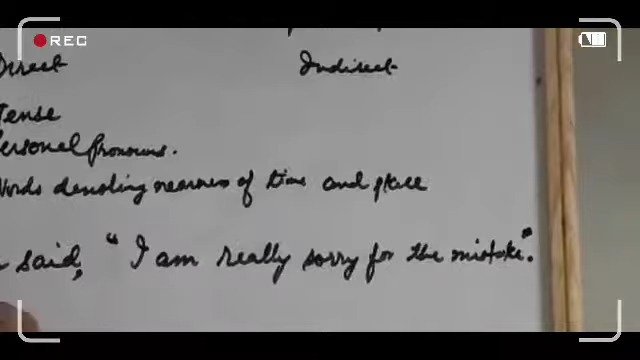 REC
Direct Indirect
Tense
Personal pronouns.
Words denoting nearness of time and place
said, "I am really sorry for the mistake".